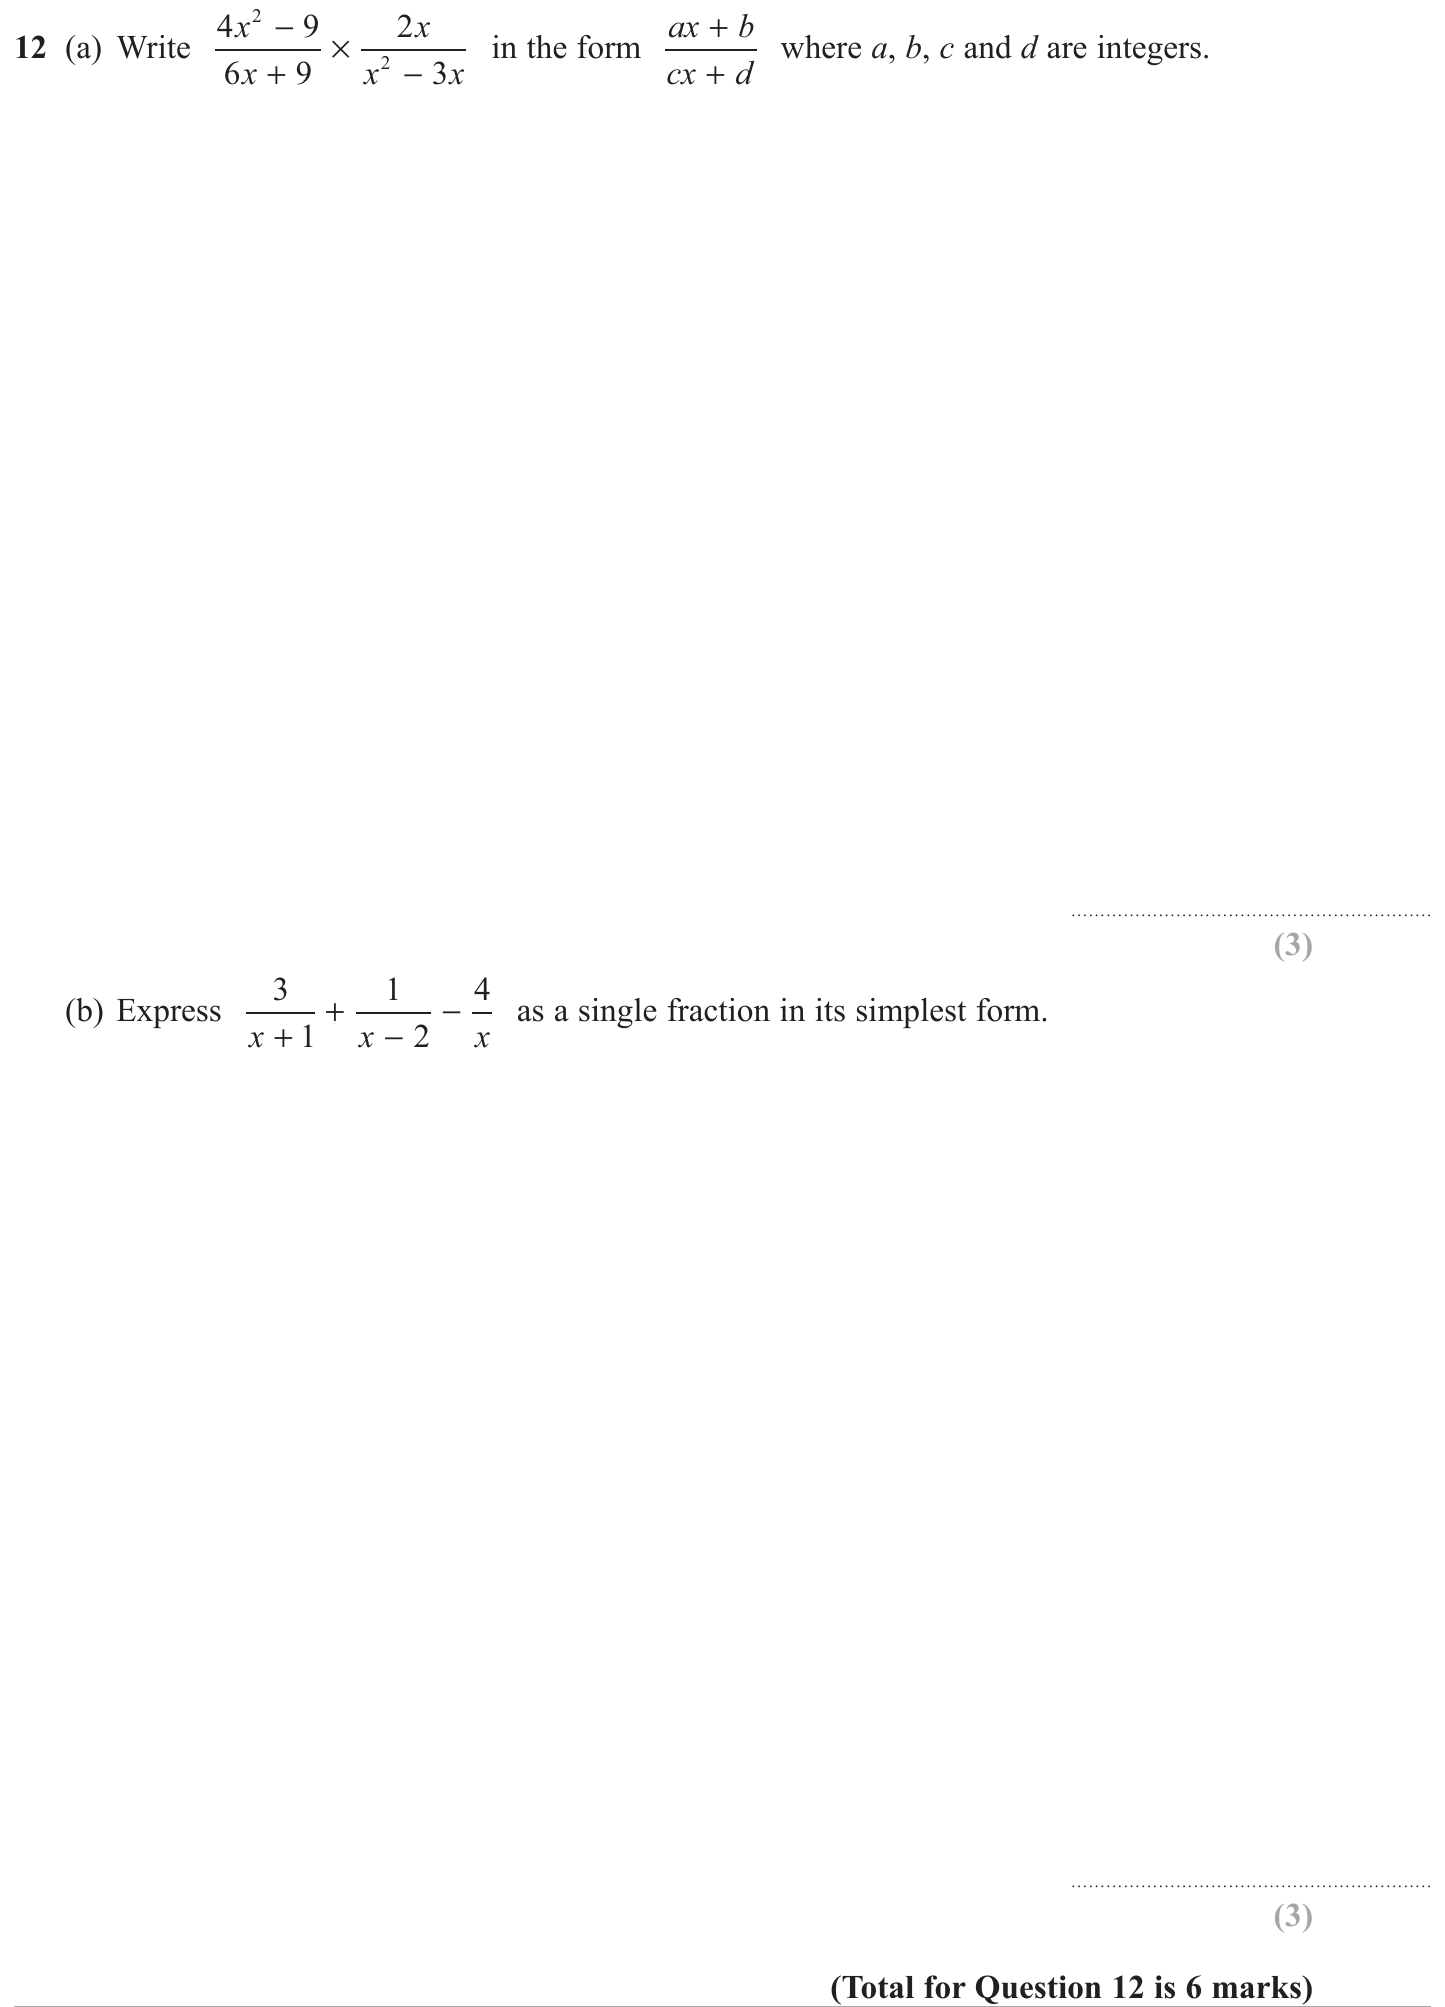 12 (a) Write (4x² − 9)/(6x + 9) × 2x/(x² − 3x) in the form (ax + b)/(cx + d) where a, b, c and d are integers.
(3)
(b) Express 3/(x + 1) + 1/(x − 2) − 4/x as a single fraction in its simplest form.
(3)
(Total for Question 12 is 6 marks)